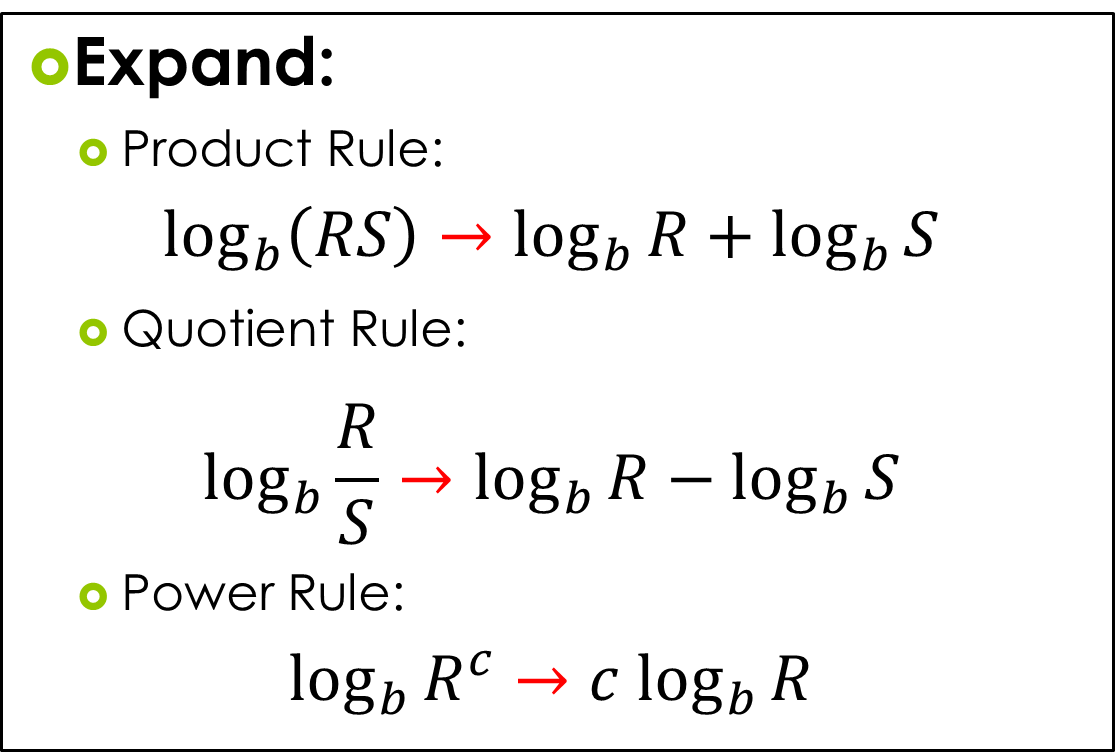 Expand:
Product Rule:
log_b(RS) → log_b R + log_b S
Quotient Rule:
log_b R/S → log_b R − log_b S
Power Rule:
log_b R^c → c log_b R